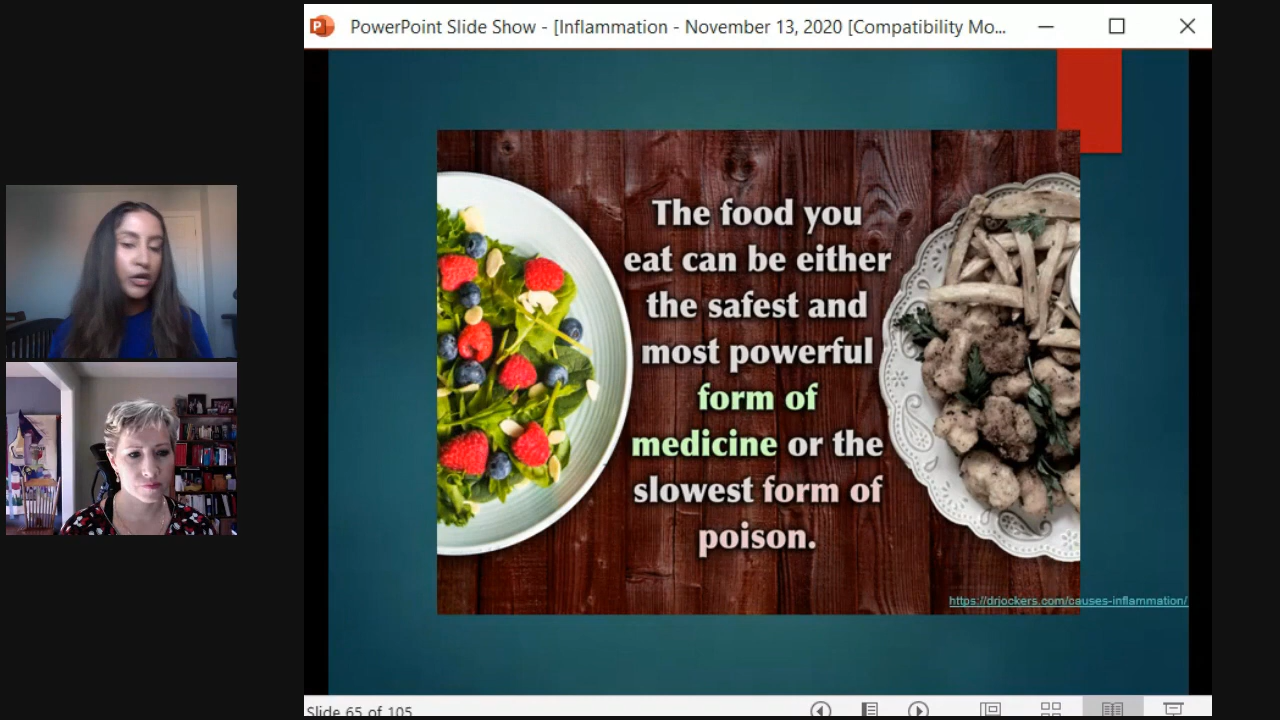 PowerPoint Slide Show - [Inflammation - November 13, 2020 [Compatibility Mo...
The food you
eat can be either
the safest and
most powerful
form of
medicine or the
slowest form of
poison.
https://drjockers.com/causes-inflammation/
Slide 65 of 105